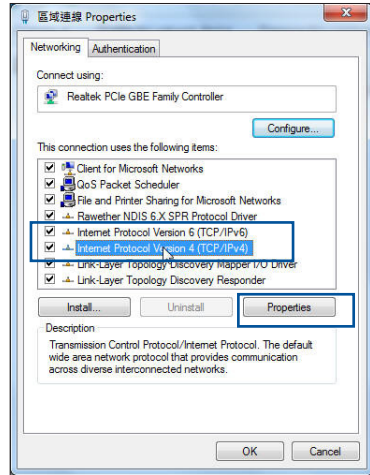 區域連線 Properties
Networking
Authentication
Connect using:
Realtek PCIe GBE Family Controller
Configure...
This connection uses the following items:
Client for Microsoft Networks
QoS Packet Scheduler
File and Printer Sharing for Microsoft Networks
Rawether NDIS 6.X SPR Protocol Driver
Internet Protocol Version 6 (TCP/IPv6)
Internet Protocol Version 4 (TCP/IPv4)
Link-Layer Topology Discovery Mapper I/O Driver
Link-Layer Topology Discovery Responder
Install...
Uninstall
Properties
Description
Transmission Control Protocol/Internet Protocol. The default
wide area network protocol that provides communication
across diverse interconnected networks.
OK
Cancel